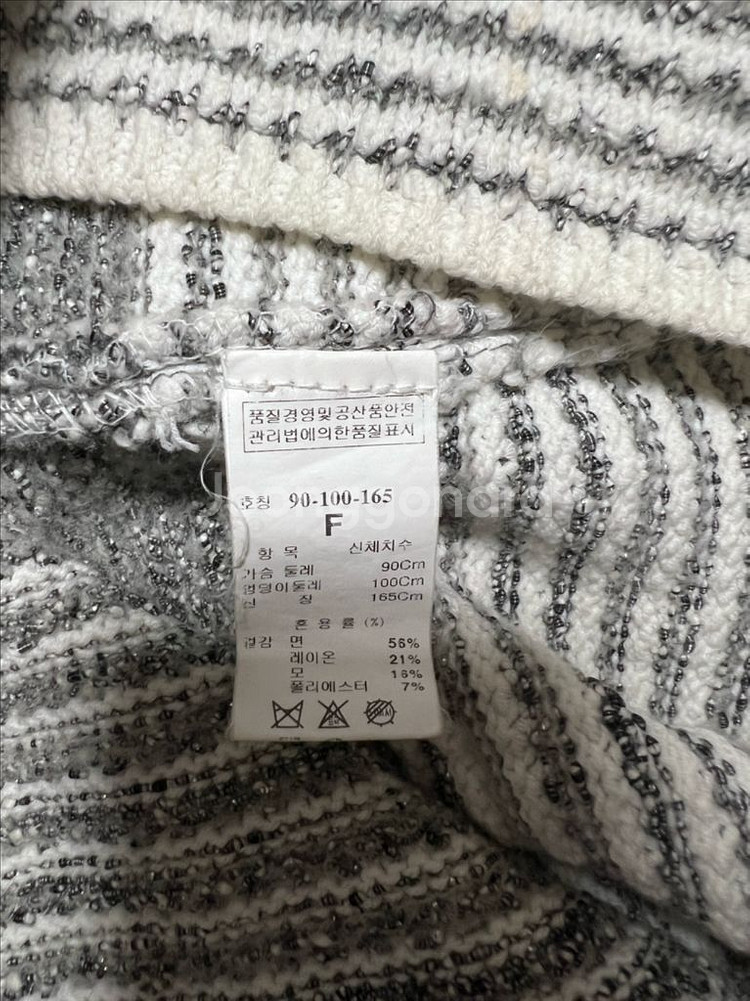 품질경영및공산품안전
관리법에의한품질표시
호칭 90-100-165
F
항 목 신체치수
가슴 둘레 90Cm
엉덩이둘레 100Cm
신 장 165Cm
혼 용 률 (%)
겉감 면 56%
레이온 21%
모 16%
폴리에스터 7%